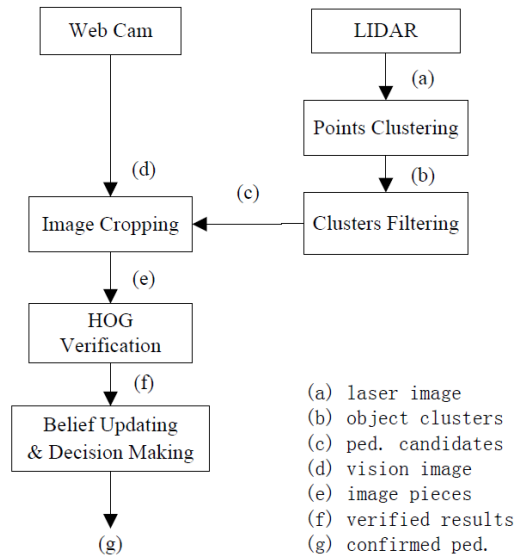 Web Cam
LIDAR
(a)
Points Clustering
(b)
(c)
(d)
Image Cropping
Clusters Filtering
(e)
HOG
Verification
(f)
Belief Updating
& Decision Making
(g)
(a) laser image
(b) object clusters
(c) ped. candidates
(d) vision image
(e) image pieces
(f) verified results
(g) confirmed ped.